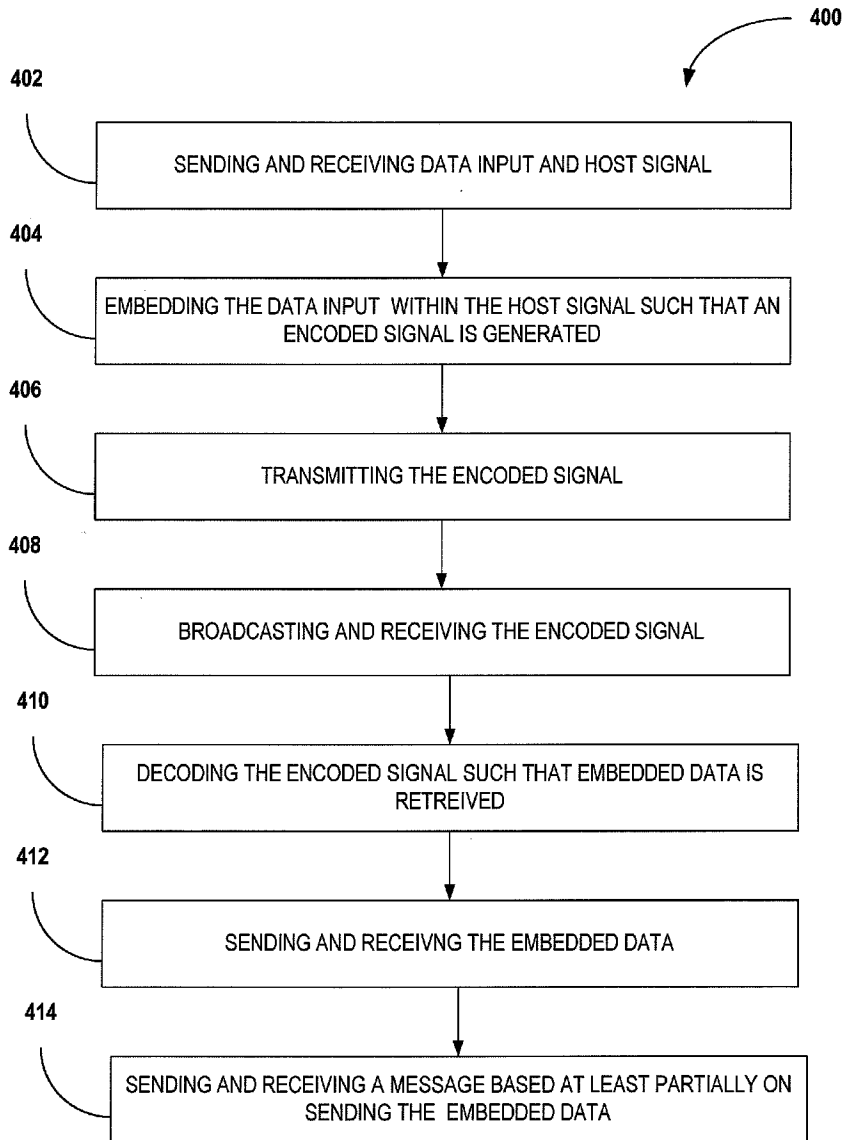 400
402
SENDING AND RECEIVING DATA INPUT AND HOST SIGNAL
404
EMBEDDING THE DATA INPUT WITHIN THE HOST SIGNAL SUCH THAT AN
ENCODED SIGNAL IS GENERATED
406
TRANSMITTING THE ENCODED SIGNAL
408
BROADCASTING AND RECEIVING THE ENCODED SIGNAL
410
DECODING THE ENCODED SIGNAL SUCH THAT EMBEDDED DATA IS
RETREIVED
412
SENDING AND RECEIVNG THE EMBEDDED DATA
414
SENDING AND RECEIVING A MESSAGE BASED AT LEAST PARTIALLY ON
SENDING THE EMBEDDED DATA